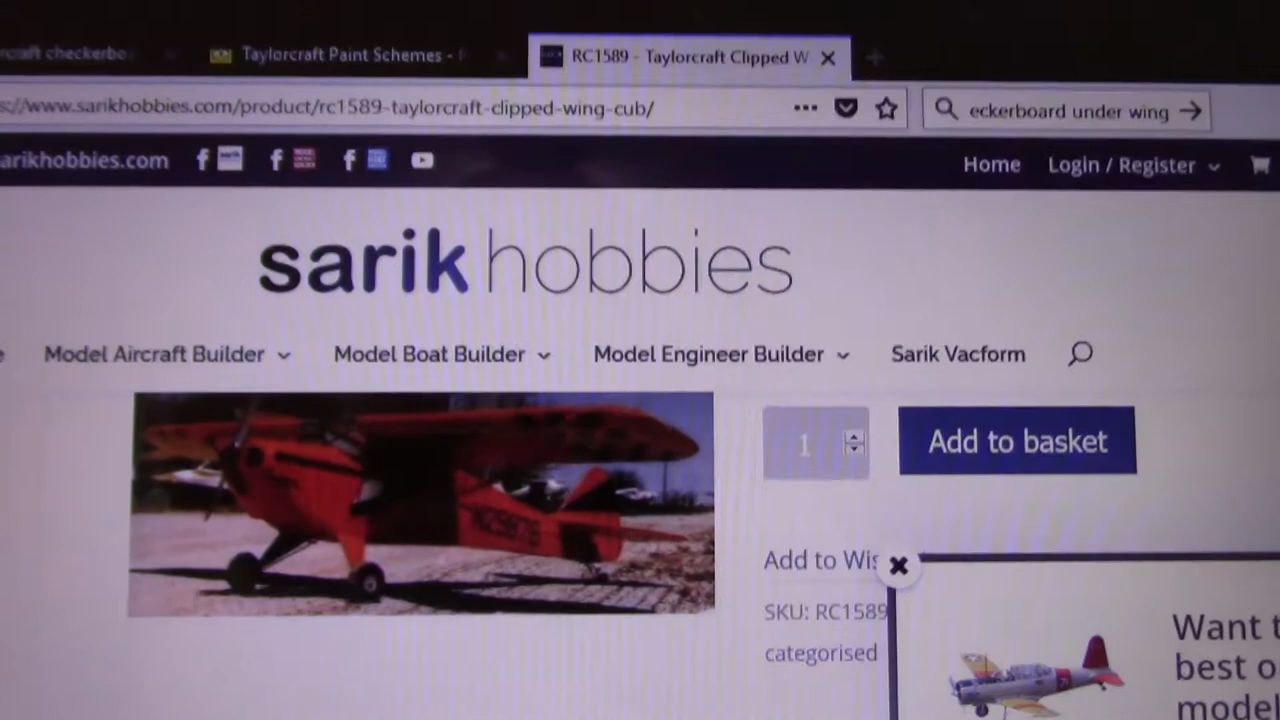 rcraft checkerbo
Taylorcraft Paint Schemes -
RC1589 - Taylorcraft Clipped W
s://www.sarikhobbies.com/product/rc1589-taylorcraft-clipped-wing-cub/
eckerboard under wing
arikhobbies.com
Home
Login / Register
sarik hobbies
Model Aircraft Builder
Model Boat Builder
Model Engineer Builder
Sarik Vacform
1
Add to basket
Add to Wis
SKU: RC1589
categorised
Want t
best o
model